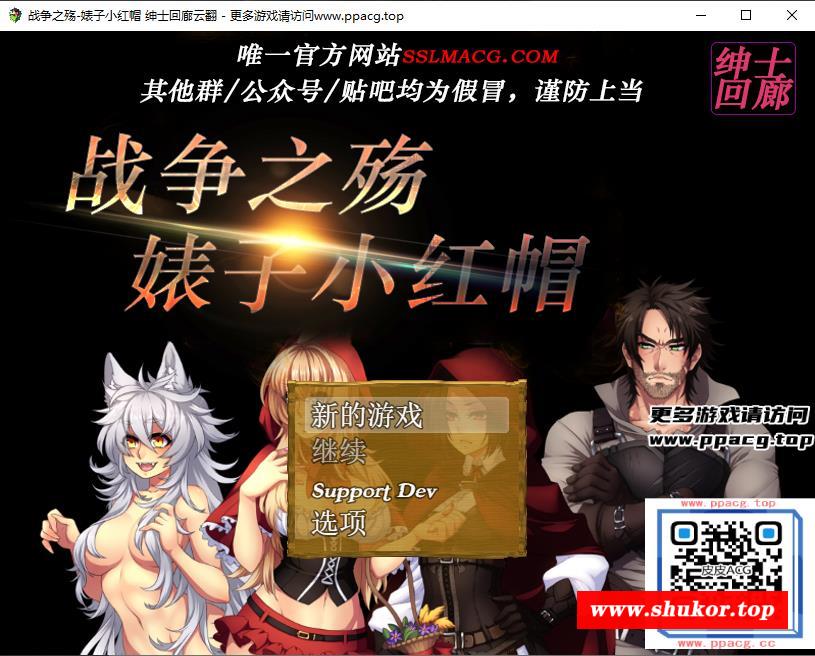 战争之殇-婊子小红帽 绅士回廊云翻 - 更多游戏请访问www.ppacg.top
唯一官方网站SSLMACG.COM
其他群/公众号/贴吧均为假冒，谨防上当
绅士
回廊
战争之殇
婊子小红帽
新的游戏
继续
Support Dev
选项
更多游戏请访问
www.ppacg.top
www.ppacg.top
皮皮ACG
www.shukor.top
www.ppacg.cc